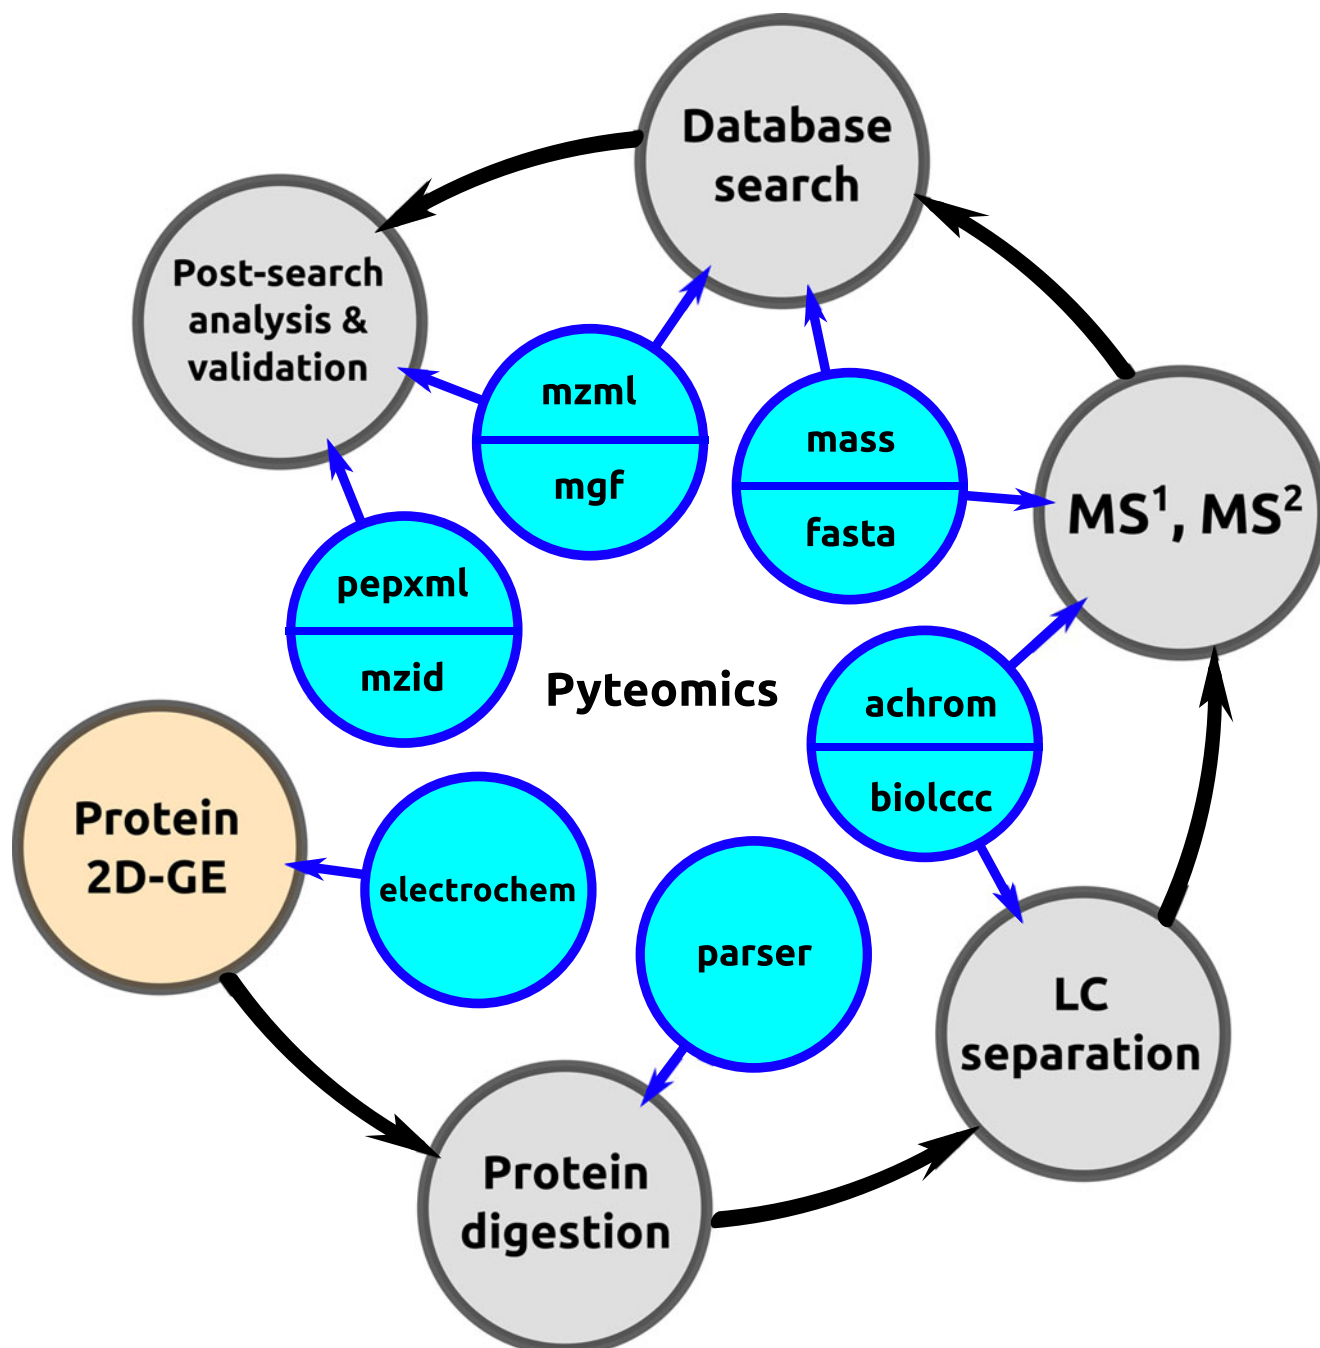 Database
search
Post-search
analysis &
validation
mzml
mgf
mass
fasta
MS¹, MS²
pepxml
mzid
Pyteomics
achrom
biolccc
Protein
2D-GE
electrochem
parser
LC
separation
Protein
digestion